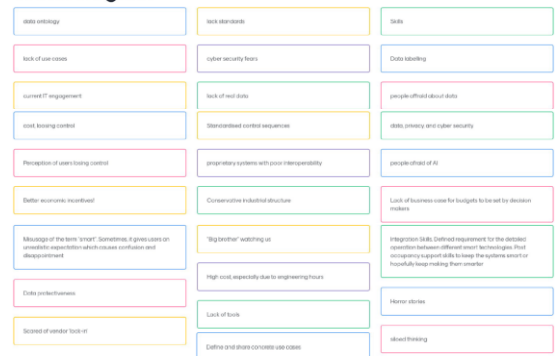 data ontology
lack of use cases
current IT engagement
cost, loosing control
Perception of users losing control
Better economic incentives!
Misusage of the term "smart". Sometimes, it gives users an
unrealistic expectation which causes confusion and
disappointment
Data protectiveness
Scared of vendor 'lock-in'
lack standards
cyber security fears
lack of real data
Standardised control sequences
proprietary systems with poor interoperability
Conservative industrial structure
"Big brother" watching us
High cost, especially due to engineering hours
Lack of tools
Define and share concrete use cases
Skills
Data labelling
people affraid about data
data, privacy, and cyber security
people afraid of AI
Lack of business case for budgets to be set by decision
makers
Integration Skills. Defined requirement for the detailed
operation between different smart technologies. Post
occupancy support skills to keep the systems smart or
hopefully keep making them smarter
Horror stories
siloed thinking